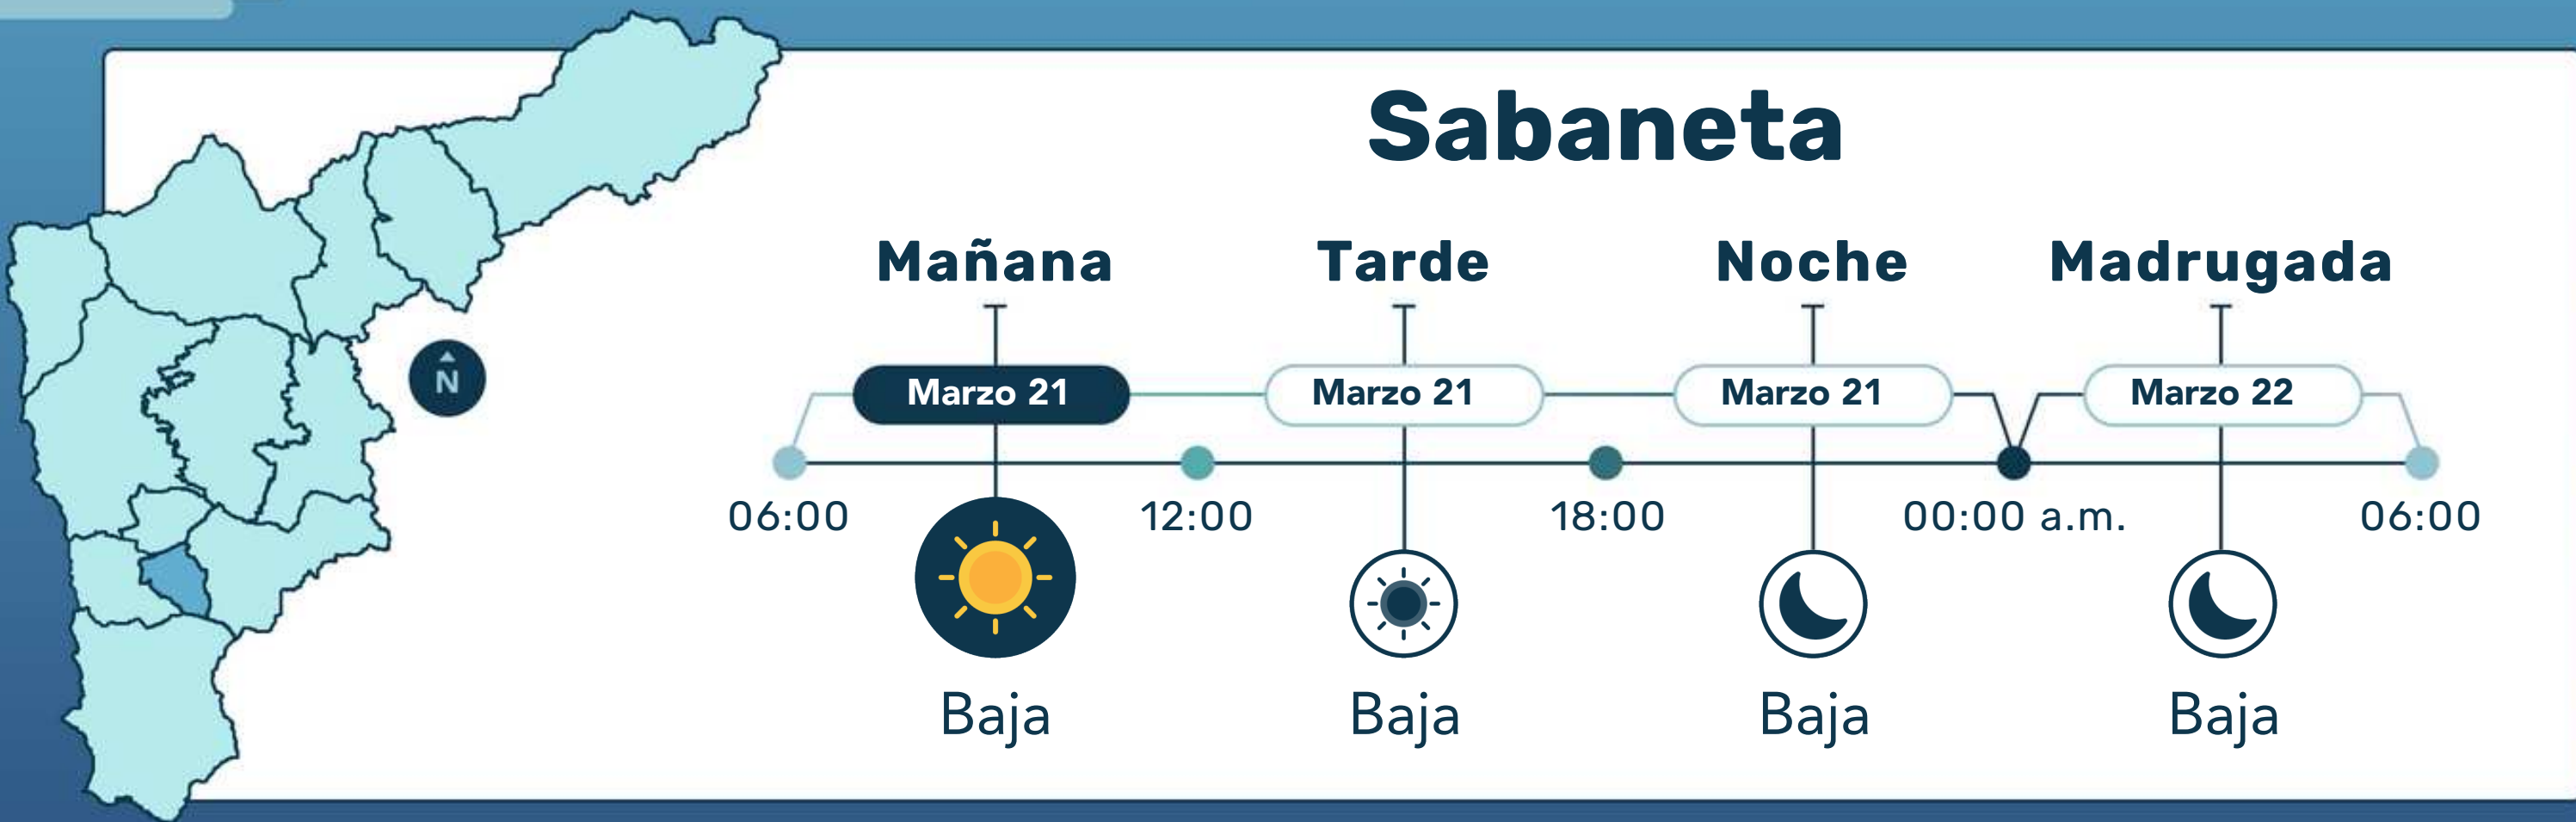 Sabaneta
Mañana Tarde Noche Madrugada
Marzo 21 Marzo 21 Marzo 21 Marzo 22
N
06:00 12:00 18:00 00:00 a.m. 06:00
Baja Baja Baja Baja